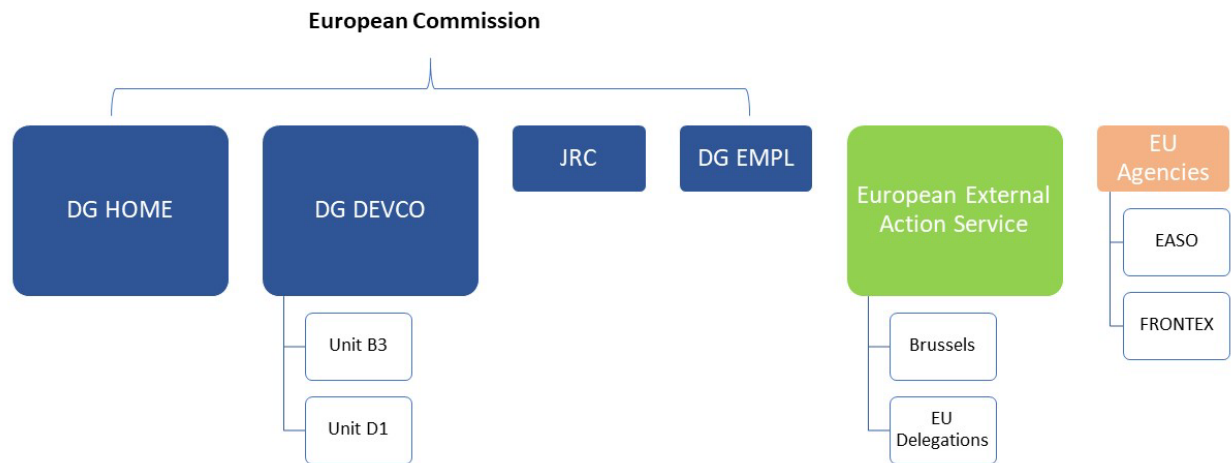 European Commission
DG HOME
DG DEVCO
JRC
DG EMPL
European External
Action Service
EU
Agencies
Unit B3
Unit D1
Brussels
EU
Delegations
EASO
FRONTEX